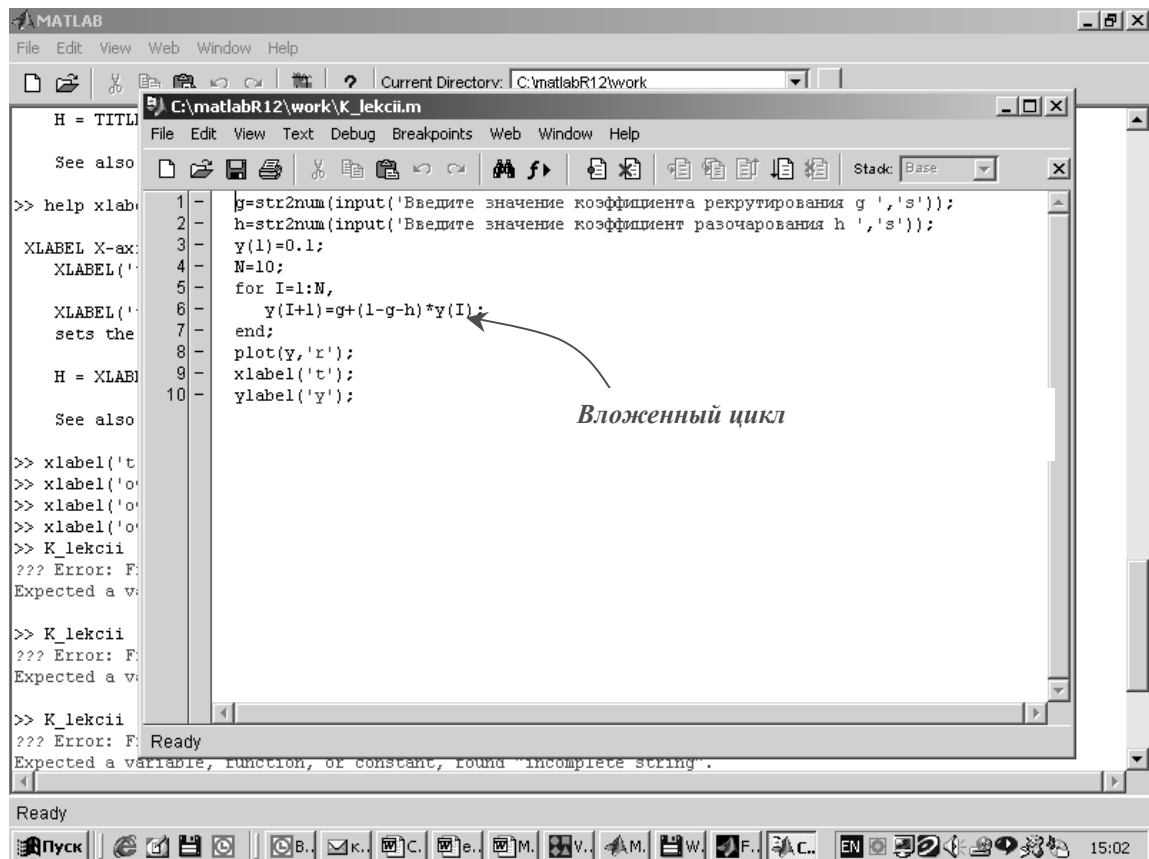 MATLAB
File Edit View Web Window Help
Current Directory: C:\matlabR12\work
H = TITL
See also
>> help xlab
XLABEL X-ax
XLABEL('
XLABEL('
sets the
H = XLAB
See also
>> xlabel('t
>> xlabel('o
>> xlabel('o
>> xlabel('o
>> K_lekcii
??? Error: F
Expected a v
>> K_lekcii
??? Error: F
Expected a v
>> K_lekcii
??? Error: F
Expected a variable, function, or constant, found "incomplete string".
Ready
C:\matlabR12\work\K_lekcii.m
File Edit View Text Debug Breakpoints Web Window Help
Stack: Base
1 g=str2num(input('Введите значение коэффициента рекрутирования g ','s'));
2 h=str2num(input('Введите значение коэффициент разочарования h ','s'));
3 y(1)=0.1;
4 N=10;
5 for I=1:N,
6 y(I+1)=g+(1-g-h)*y(I);
7 end;
8 plot(y,'r');
9 xlabel('t');
10 ylabel('y');
Вложенный цикл
Ready
Пуск B.. к.. C. e.. M. V.. M. W. F.. C.. EN 15:02